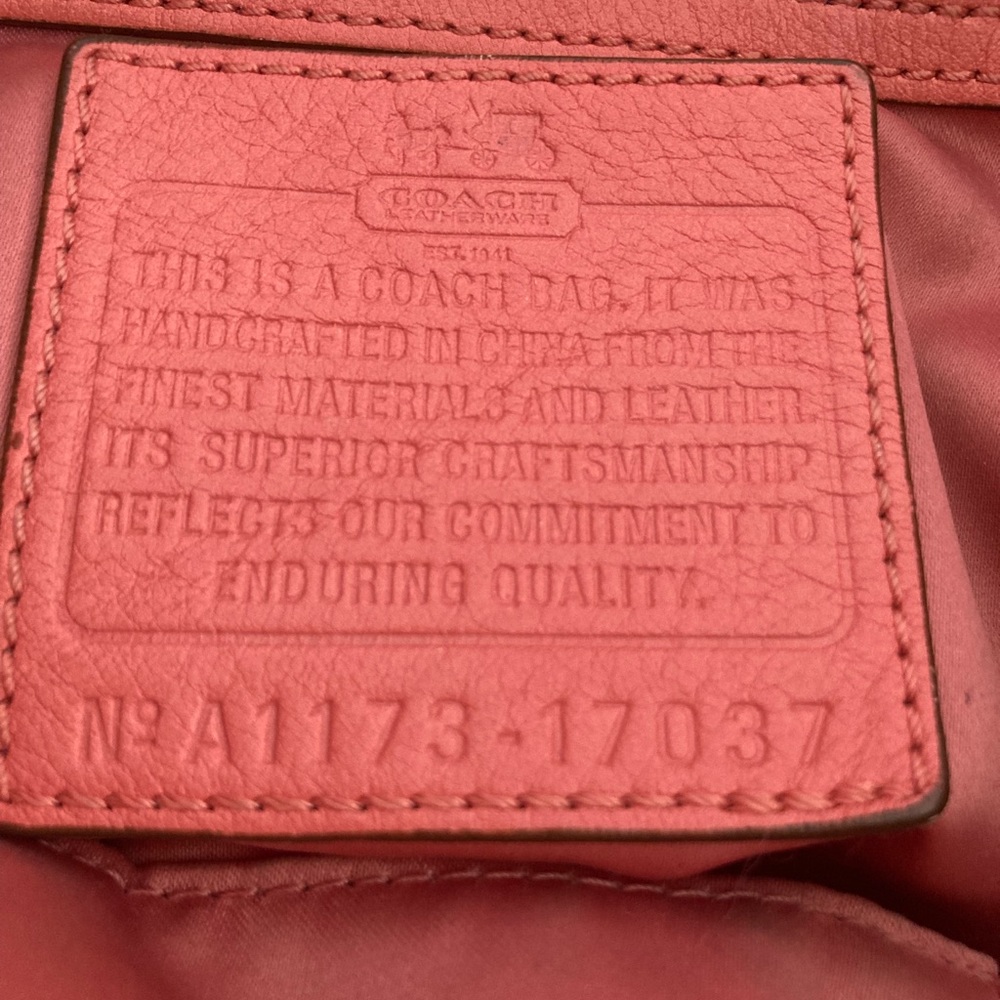 COACH
LEATHERWARE
EST. 1941
THIS IS A COACH BAG. IT WAS
HANDCRAFTED IN CHINA FROM THE
FINEST MATERIALS AND LEATHER.
ITS SUPERIOR CRAFTSMANSHIP
REFLECTS OUR COMMITMENT TO
ENDURING QUALITY.
Nº A1173-17037